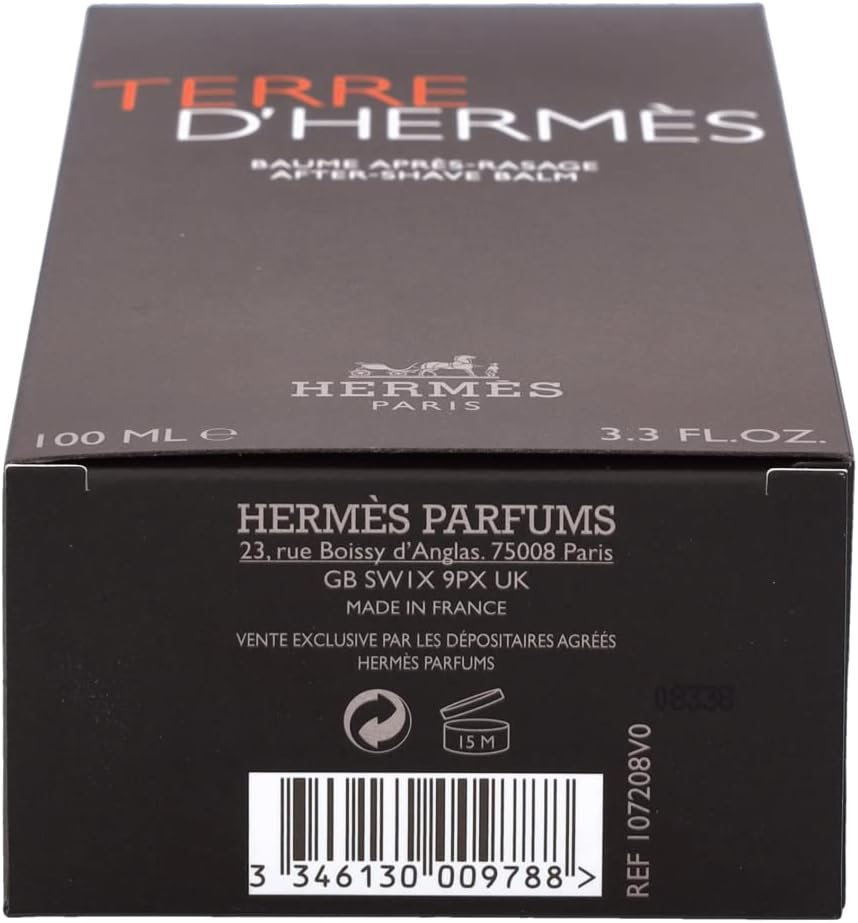 TERRE
D'HERMÈS
BAUME APRÈS-RASAGE
AFTER-SHAVE BALM
HERMÈS
PARIS
100 ML ℮
3.3 FL.OZ.
HERMÈS PARFUMS
23, rue Boissy d'Anglas. 75008 Paris
GB SW1X 9PX UK
MADE IN FRANCE
VENTE EXCLUSIVE PAR LES DÉPOSITAIRES AGRÉÉS
HERMÈS PARFUMS
15 M
08338
REF 107208V0
3 346130 009788 >